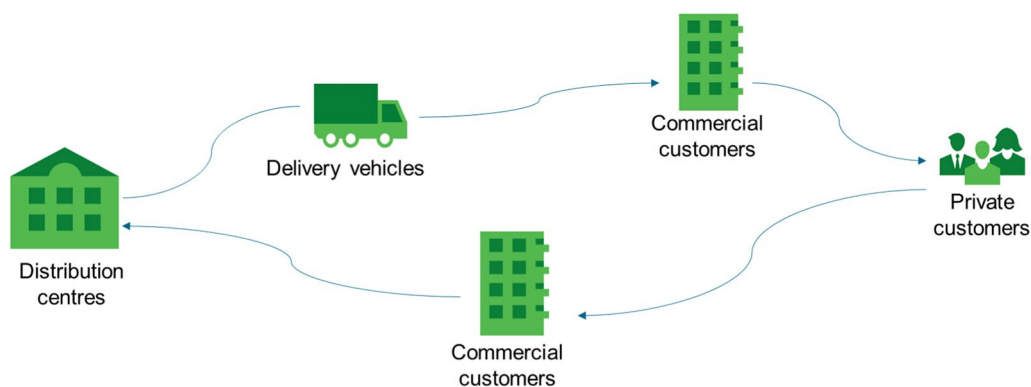 Commercial
customers
Delivery vehicles
Private
customers
Distribution
centres
Commercial
customers